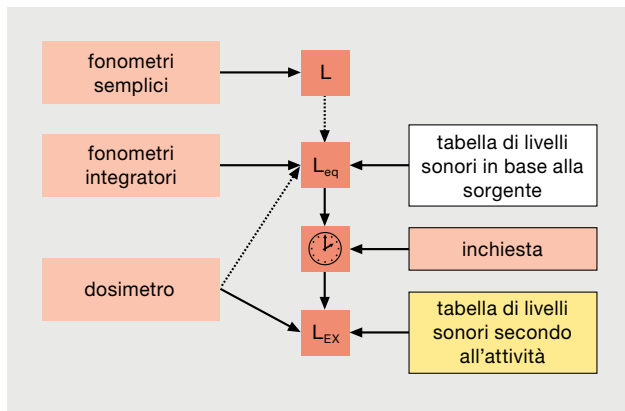 fonometri
semplici
L
fonometri
integratori
Leq
tabella di livelli
sonori in base alla
sorgente
inchiesta
dosimetro
LEX
tabella di livelli
sonori secondo
all'attività